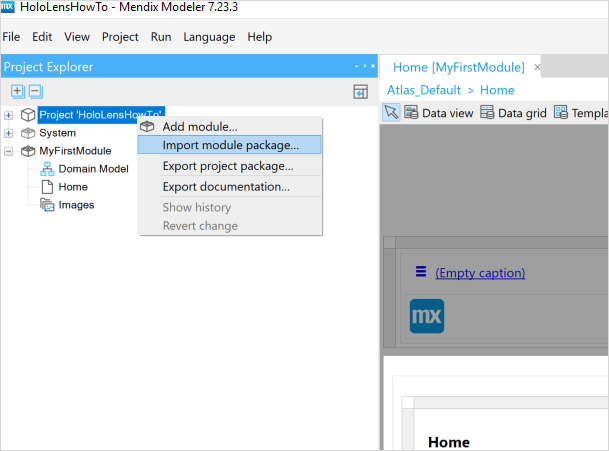 mx HoloLensHowTo - Mendix Modeler 7.23.3
File Edit View Project Run Language Help
Project Explorer
Project 'HoloLensHowTo'
System
MyFirstModule
Domain Model
Home
Images
Add module...
Import module package...
Export project package...
Export documentation...
Show history
Revert change
Home [MyFirstModule] ×
Atlas_Default > Home
Data view Data grid Templa
(Empty caption)
mx
Home